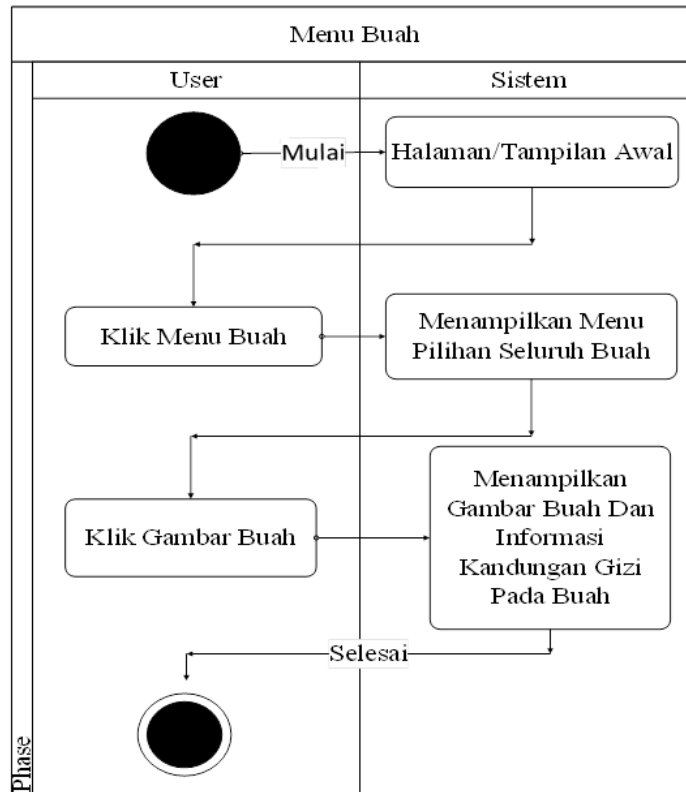 Menu Buah
User
Sistem
Mulai
Halaman/Tampilan Awal
Klik Menu Buah
Menampilkan Menu
Pilihan Seluruh Buah
Klik Gambar Buah
Menampilkan
Gambar Buah Dan
Informasi
Kandungan Gizi
Pada Buah
Selesai
Phase